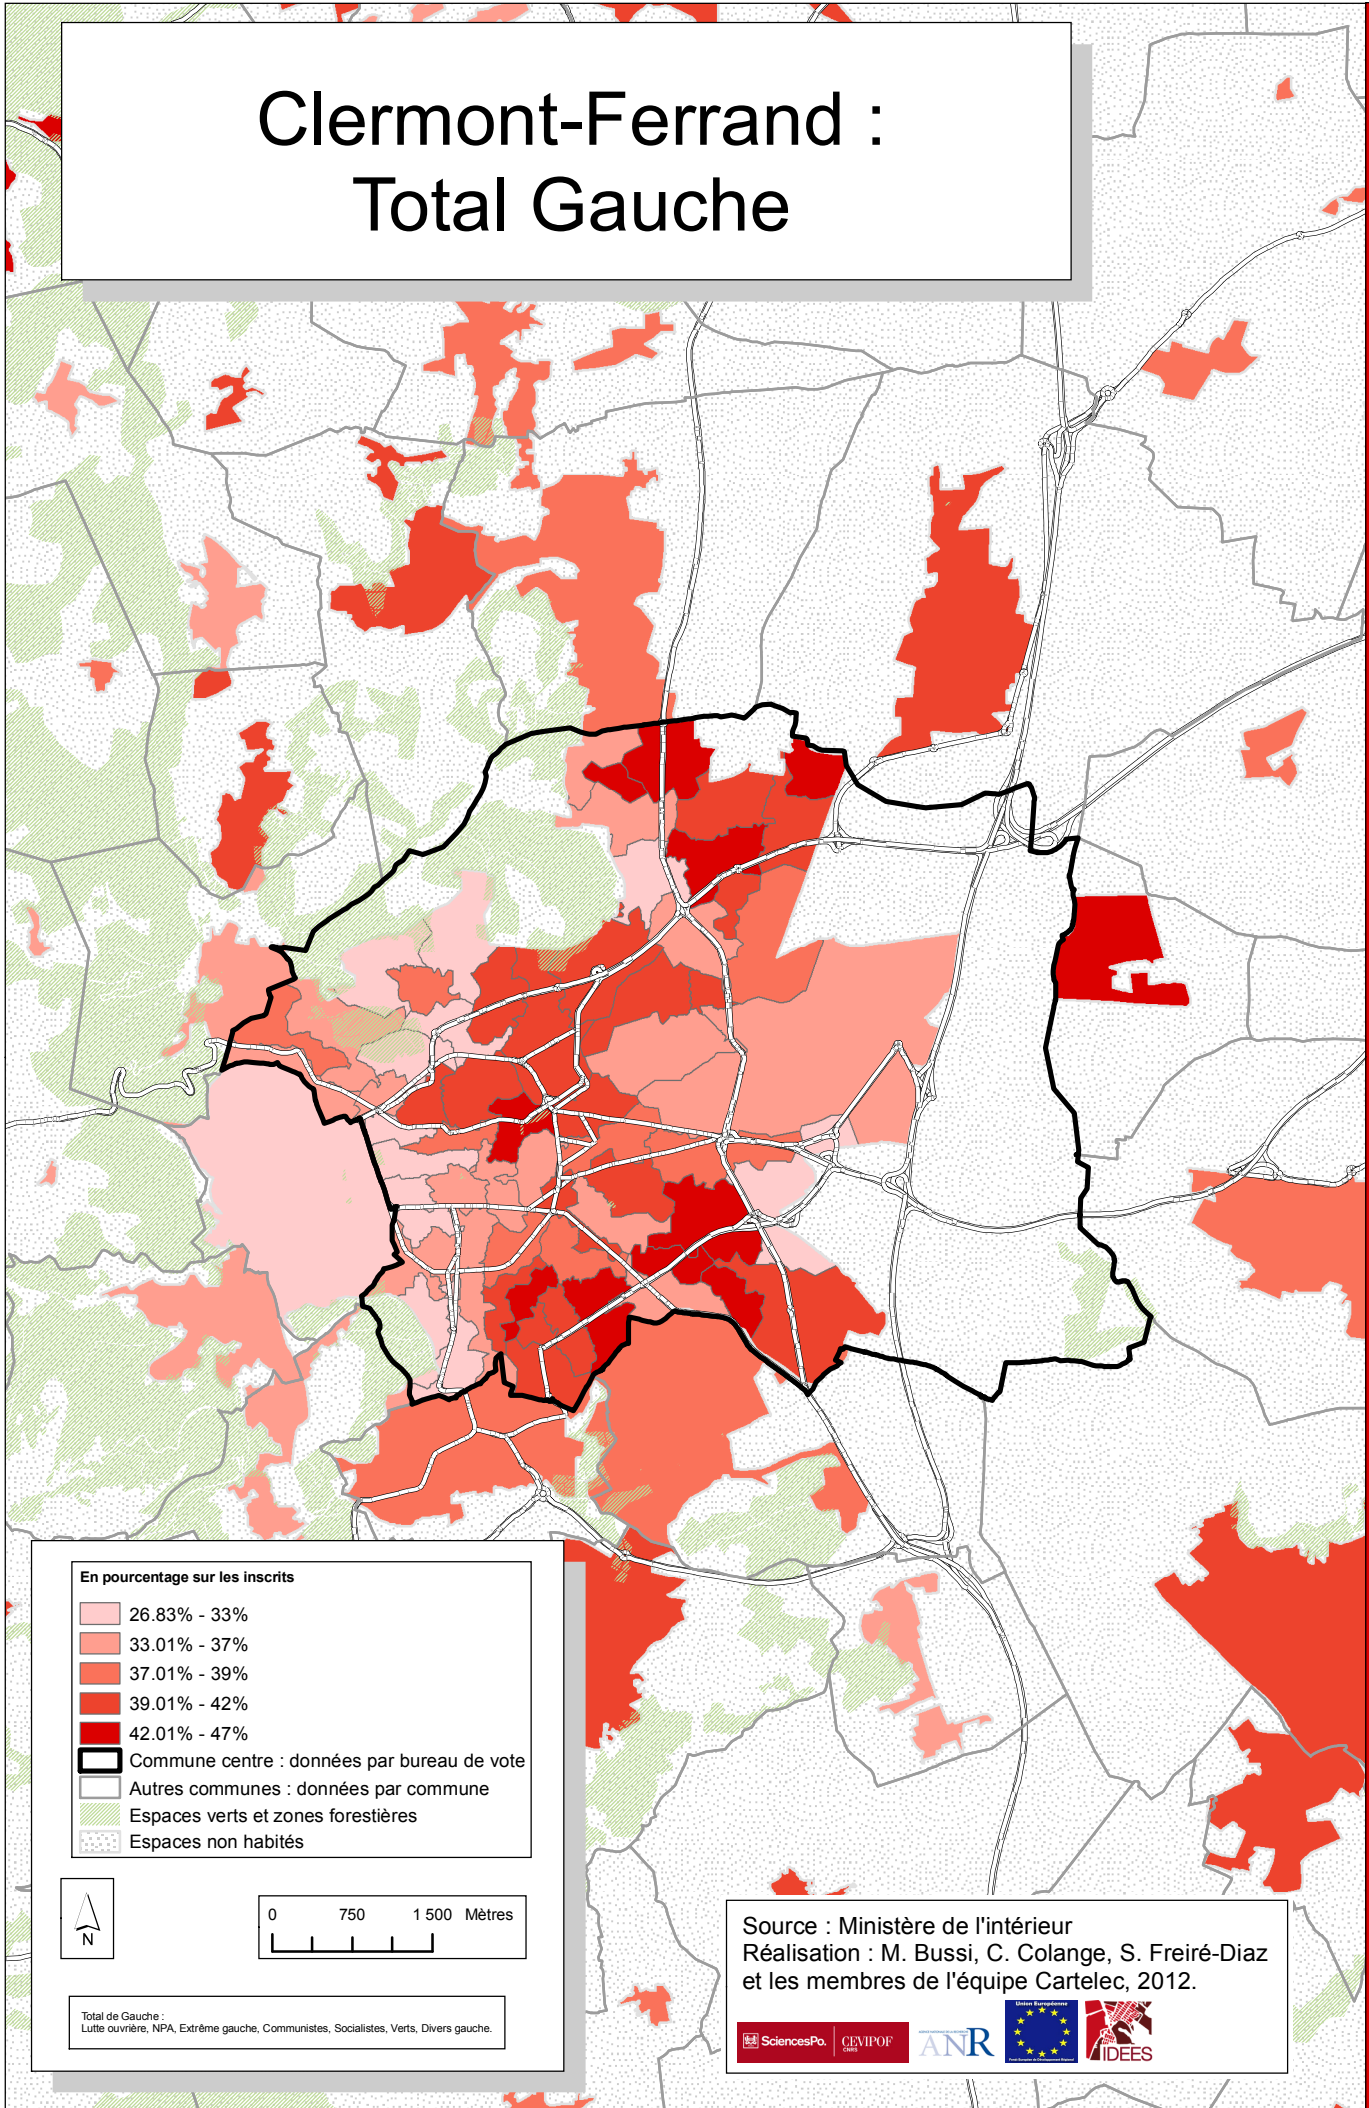 Clermont-Ferrand :
Total Gauche
En pourcentage sur les inscrits
26.83% - 33%
33.01% - 37%
37.01% - 39%
39.01% - 42%
42.01% - 47%
Commune centre : données par bureau de vote
Autres communes : données par commune
Espaces verts et zones forestières
Espaces non habités
N
0 750 1 500 Mètres
Total de Gauche :
Lutte ouvrière, NPA, Extrême gauche, Communistes, Socialistes, Verts, Divers gauche.
Source : Ministère de l'intérieur
Réalisation : M. Bussi, C. Colange, S. Freiré-Diaz
et les membres de l'équipe Cartelec, 2012.
SciencesPo.
CEVIPOF
CNRS
ANR
Union Européenne
IDEES